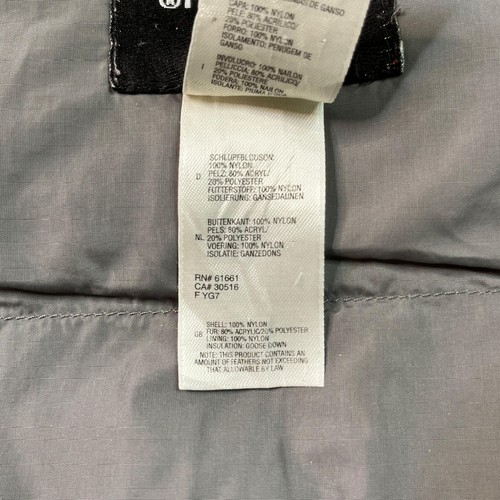 CAPA: 100% NYLON
PELE: 80% ACRILICO/
P 20% POLIESTER
FORRO: 100% NYLON
ISOLAMENTO: PENUGEM DE
GANSO
INVOLUCRO: 100% NAILON
PELLICCIA: 80% ACRILICO/
I 20% POLIESTERE
FODERA: 100% NAILON
ISOLANTE: PIUMA D'OCA
SCHLUPFBLOUSON:
100% NYLON
D PELZ: 80% ACRYL/
20% POLYESTER
FUTTERSTOFF: 100% NYLON
ISOLIERUNG: GANSEDAUNEN
BUITENKANT: 100% NYLON
PELS: 80% ACRYL/
NL 20% POLYESTER
VOERING: 100% NYLON
ISOLATIE: GANZEDONS
RN# 61661
CA# 30516
F YG7
SHELL: 100% NYLON
GB FUR: 80% ACRYLIC/20% POLYESTER
LINING: 100% NYLON
INSULATION: GOOSE DOWN
NOTE: THIS PRODUCT CONTAINS AN
AMOUNT OF FEATHERS NOT EXCEEDING
THAT ALLOWABLE BY LAW